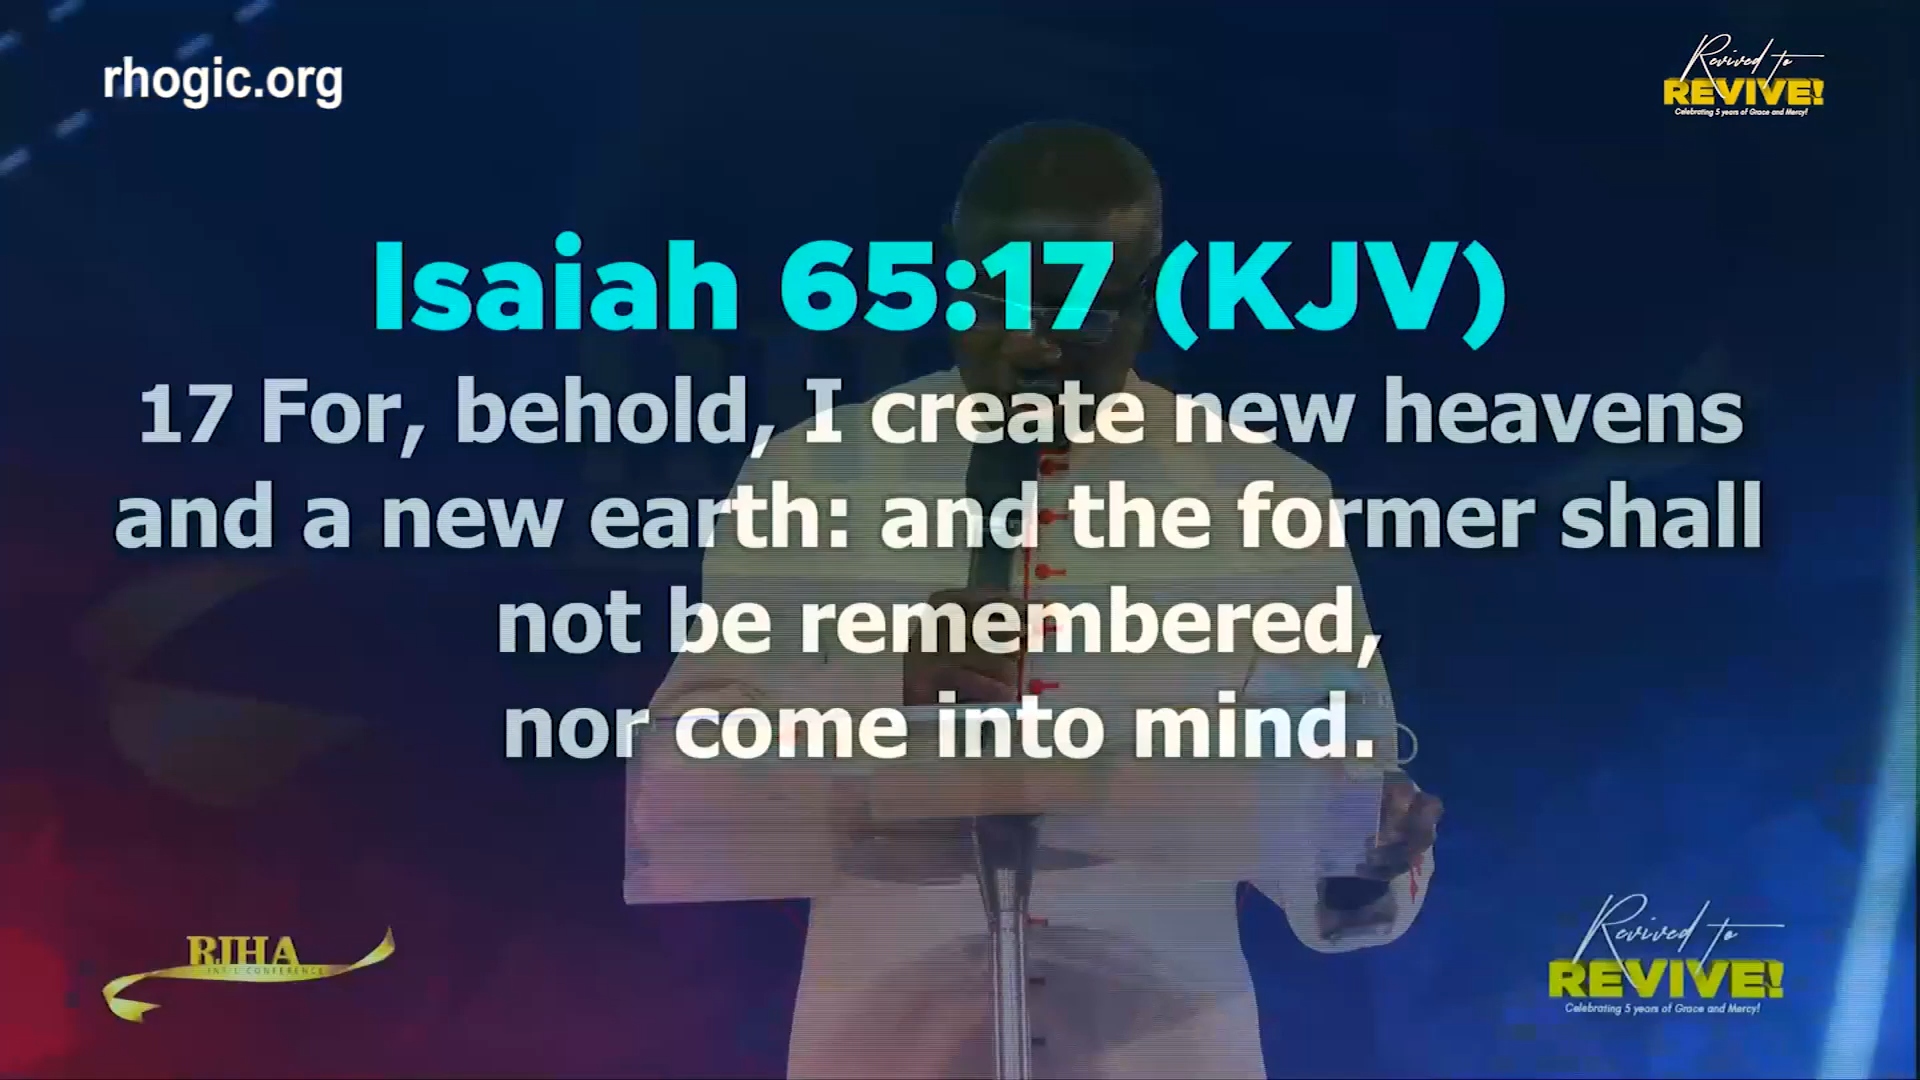 rhogic.org
Revived to
REVIVE!
Celebrating 5 years of Grace and Mercy!
Isaiah 65:17 (KJV)
17 For, behold, I create new heavens
and a new earth: and the former shall
not be remembered,
nor come into mind.
RIHA
INT'L CONFERENCE
Revived to
REVIVE!
Celebrating 5 years of Grace and Mercy!